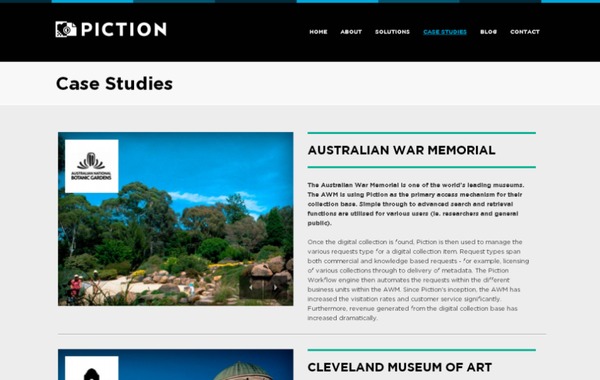 PICTION
HOME ABOUT SOLUTIONS CASE STUDIES BLOG CONTACT
Case Studies
AUSTRALIAN NATIONAL
BOTANIC GARDENS
AUSTRALIAN WAR MEMORIAL
The Australian War Memorial is one of the world's leading museums.
The AWM is using Piction as the primary access mechanism for their
collection base. Simple through to advanced search and retrieval
functions are utilised for various users (ie. researchers and general
public).
Once the digital collection is found, Piction is then used to manage the
various requests type for a digital collection item. Request types span
both commercial and knowledge based requests - for example, licensing
of various collections through to delivery of metadata. The Piction
Workflow engine then automates the requests within the different
business units within the AWM. Since Piction's inception, the AWM has
increased the visitation rates and customer service significantly.
Furthermore, revenue generated from the digital collection base has
increased dramatically.
CLEVELAND MUSEUM OF ART